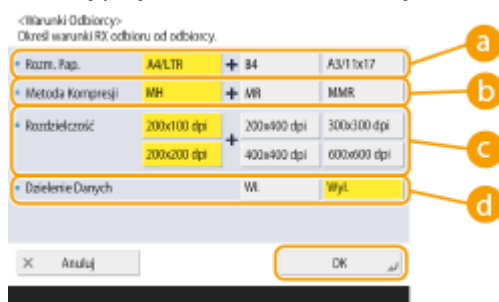 <Warunki Odbiorcy>
Określ warunki RX odbioru od odbiorcy.
Rozm. Pap. A4/LTR + B4 A3/11x17 a
Metoda Kompresji MH + MR MMR b
Rozdzielczość 200x100 dpi + 200x400 dpi 300x300 dpi c
200x200 dpi 400x400 dpi 600x600 dpi
Dzielenie Danych Wł. Wył. d
× Anuluj OK